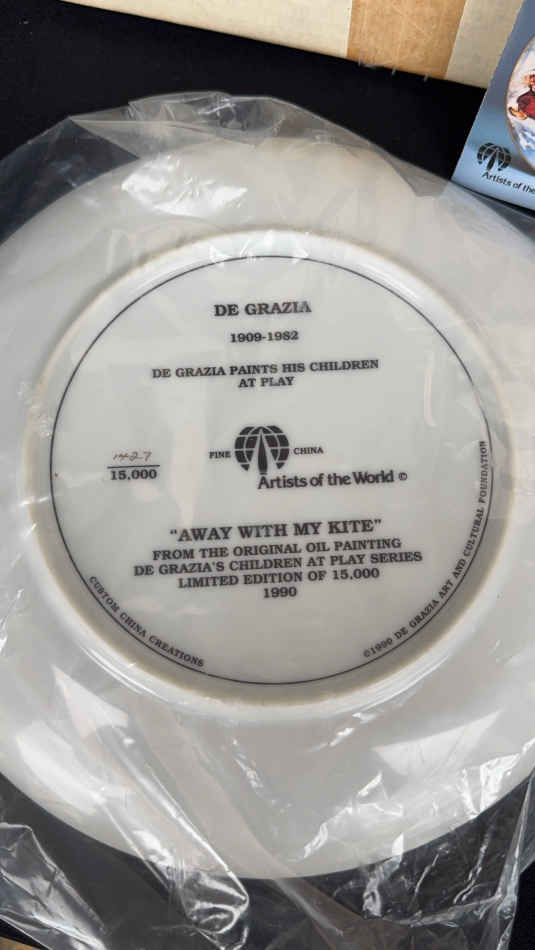 DE GRAZIA
1909-1982
DE GRAZIA PAINTS HIS CHILDREN
AT PLAY
15,000
FINE CHINA
Artists of the World ©
"AWAY WITH MY KITE"
FROM THE ORIGINAL OIL PAINTING
DE GRAZIA'S CHILDREN AT PLAY SERIES
LIMITED EDITION OF 15,000
1990
CUSTOM CHINA CREATIONS
©1990 DE GRAZIA ART AND CULTURAL FOUNDATION
Artists of the